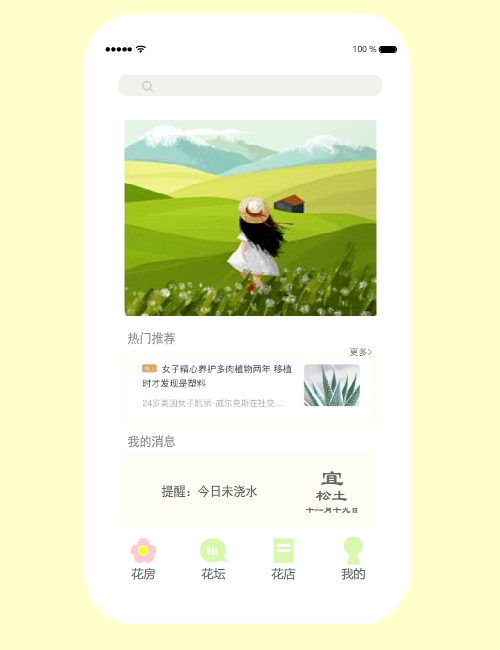 100 %
热门推荐
更多>
女子精心养护多肉植物两年 移植
时才发现是塑料
24岁美国女子凯丽·威尔克斯在社交...
我的消息
提醒：今日未浇水
宜
松土
十一月十九日
Hi
花房
花坛
花店
我的